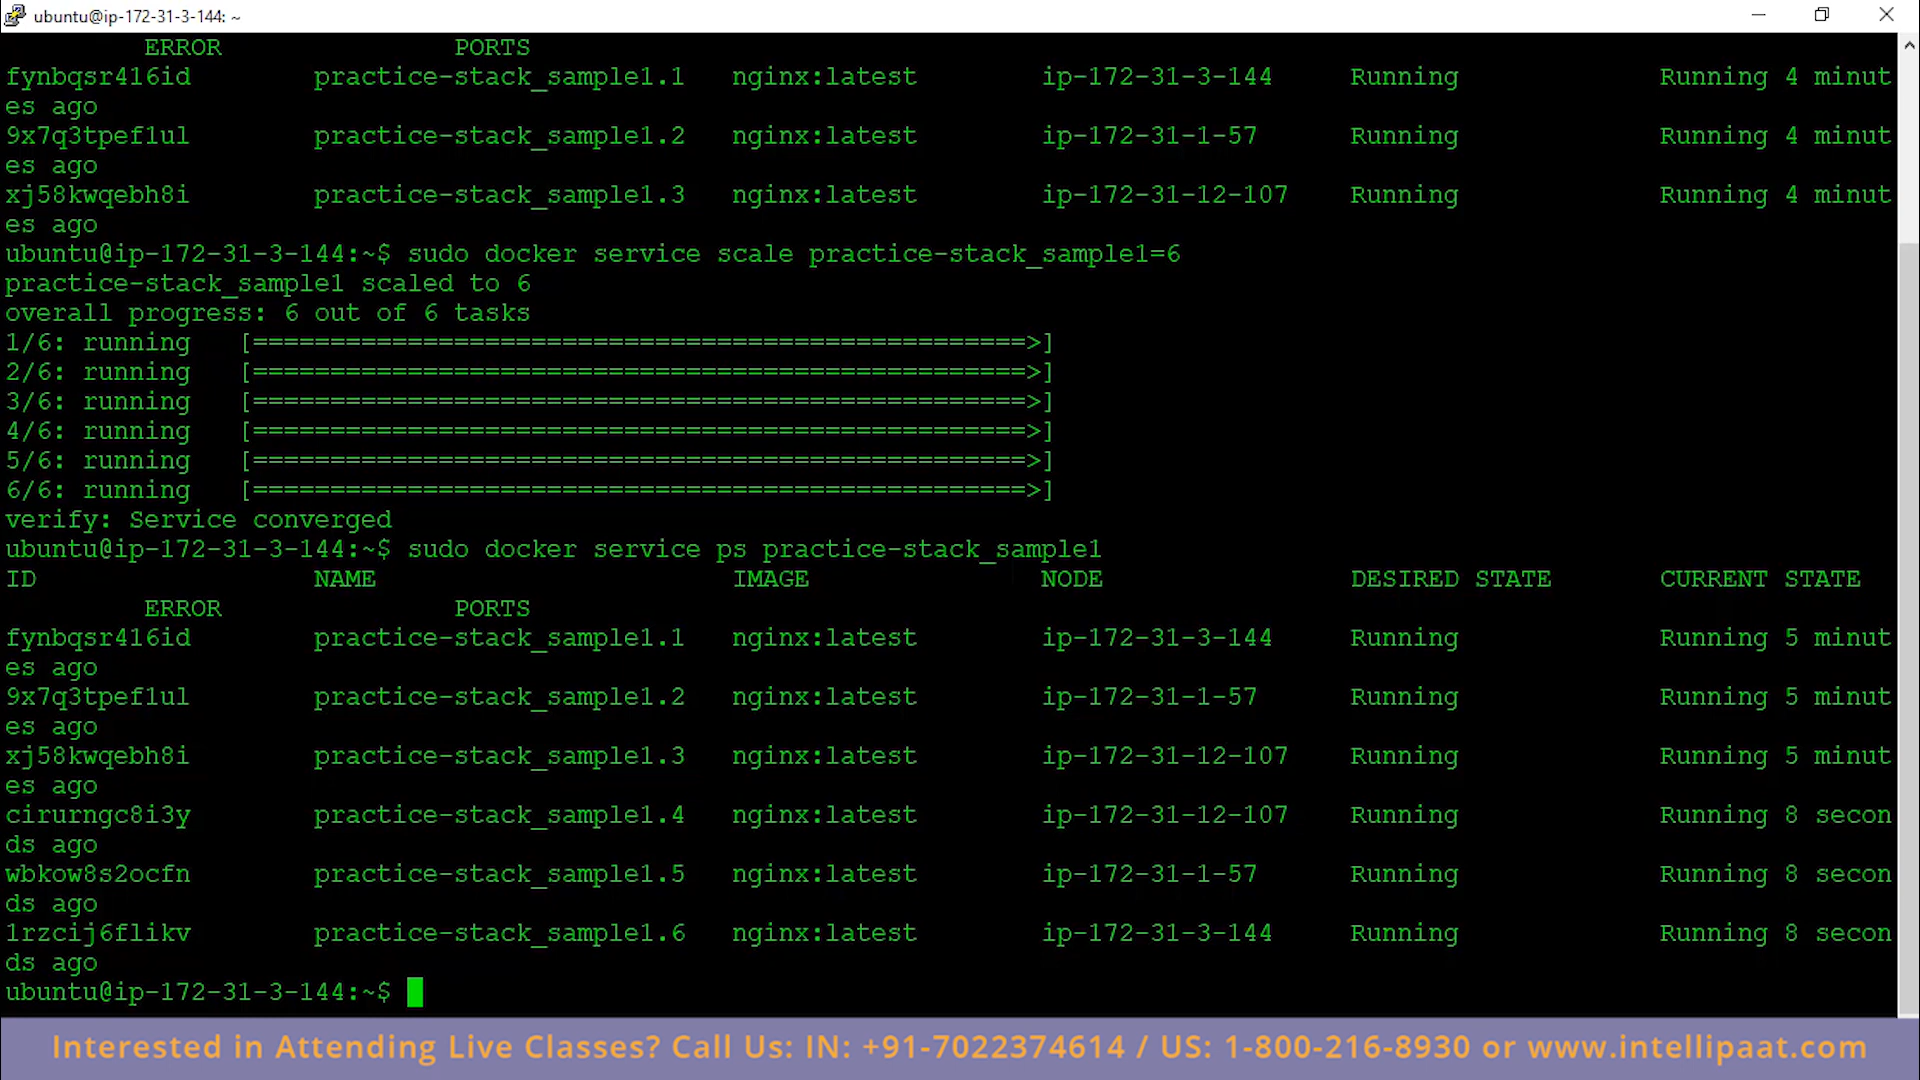 ubuntu@ip-172-31-3-144: ~
ERROR PORTS
fynbqsr416id practice-stack_sample1.1 nginx:latest ip-172-31-3-144 Running Running 4 minut
es ago
9x7q3tpef1ul practice-stack_sample1.2 nginx:latest ip-172-31-1-57 Running Running 4 minut
es ago
xj58kwqebh8i practice-stack_sample1.3 nginx:latest ip-172-31-12-107 Running Running 4 minut
es ago
ubuntu@ip-172-31-3-144:~$ sudo docker service scale practice-stack_sample1=6
practice-stack_sample1 scaled to 6
overall progress: 6 out of 6 tasks
1/6: running [==================================================>]
2/6: running [==================================================>]
3/6: running [==================================================>]
4/6: running [==================================================>]
5/6: running [==================================================>]
6/6: running [==================================================>]
verify: Service converged
ubuntu@ip-172-31-3-144:~$ sudo docker service ps practice-stack_sample1
ID NAME IMAGE NODE DESIRED STATE CURRENT STATE
ERROR PORTS
fynbqsr416id practice-stack_sample1.1 nginx:latest ip-172-31-3-144 Running Running 5 minut
es ago
9x7q3tpef1ul practice-stack_sample1.2 nginx:latest ip-172-31-1-57 Running Running 5 minut
es ago
xj58kwqebh8i practice-stack_sample1.3 nginx:latest ip-172-31-12-107 Running Running 5 minut
es ago
cirurngc8i3y practice-stack_sample1.4 nginx:latest ip-172-31-12-107 Running Running 8 secon
ds ago
wbkow8s2ocfn practice-stack_sample1.5 nginx:latest ip-172-31-1-57 Running Running 8 secon
ds ago
1rzcij6flikv practice-stack_sample1.6 nginx:latest ip-172-31-3-144 Running Running 8 secon
ds ago
ubuntu@ip-172-31-3-144:~$
Interested in Attending Live Classes? Call Us: IN: +91-7022374614 / US: 1-800-216-8930 or www.intellipaat.com